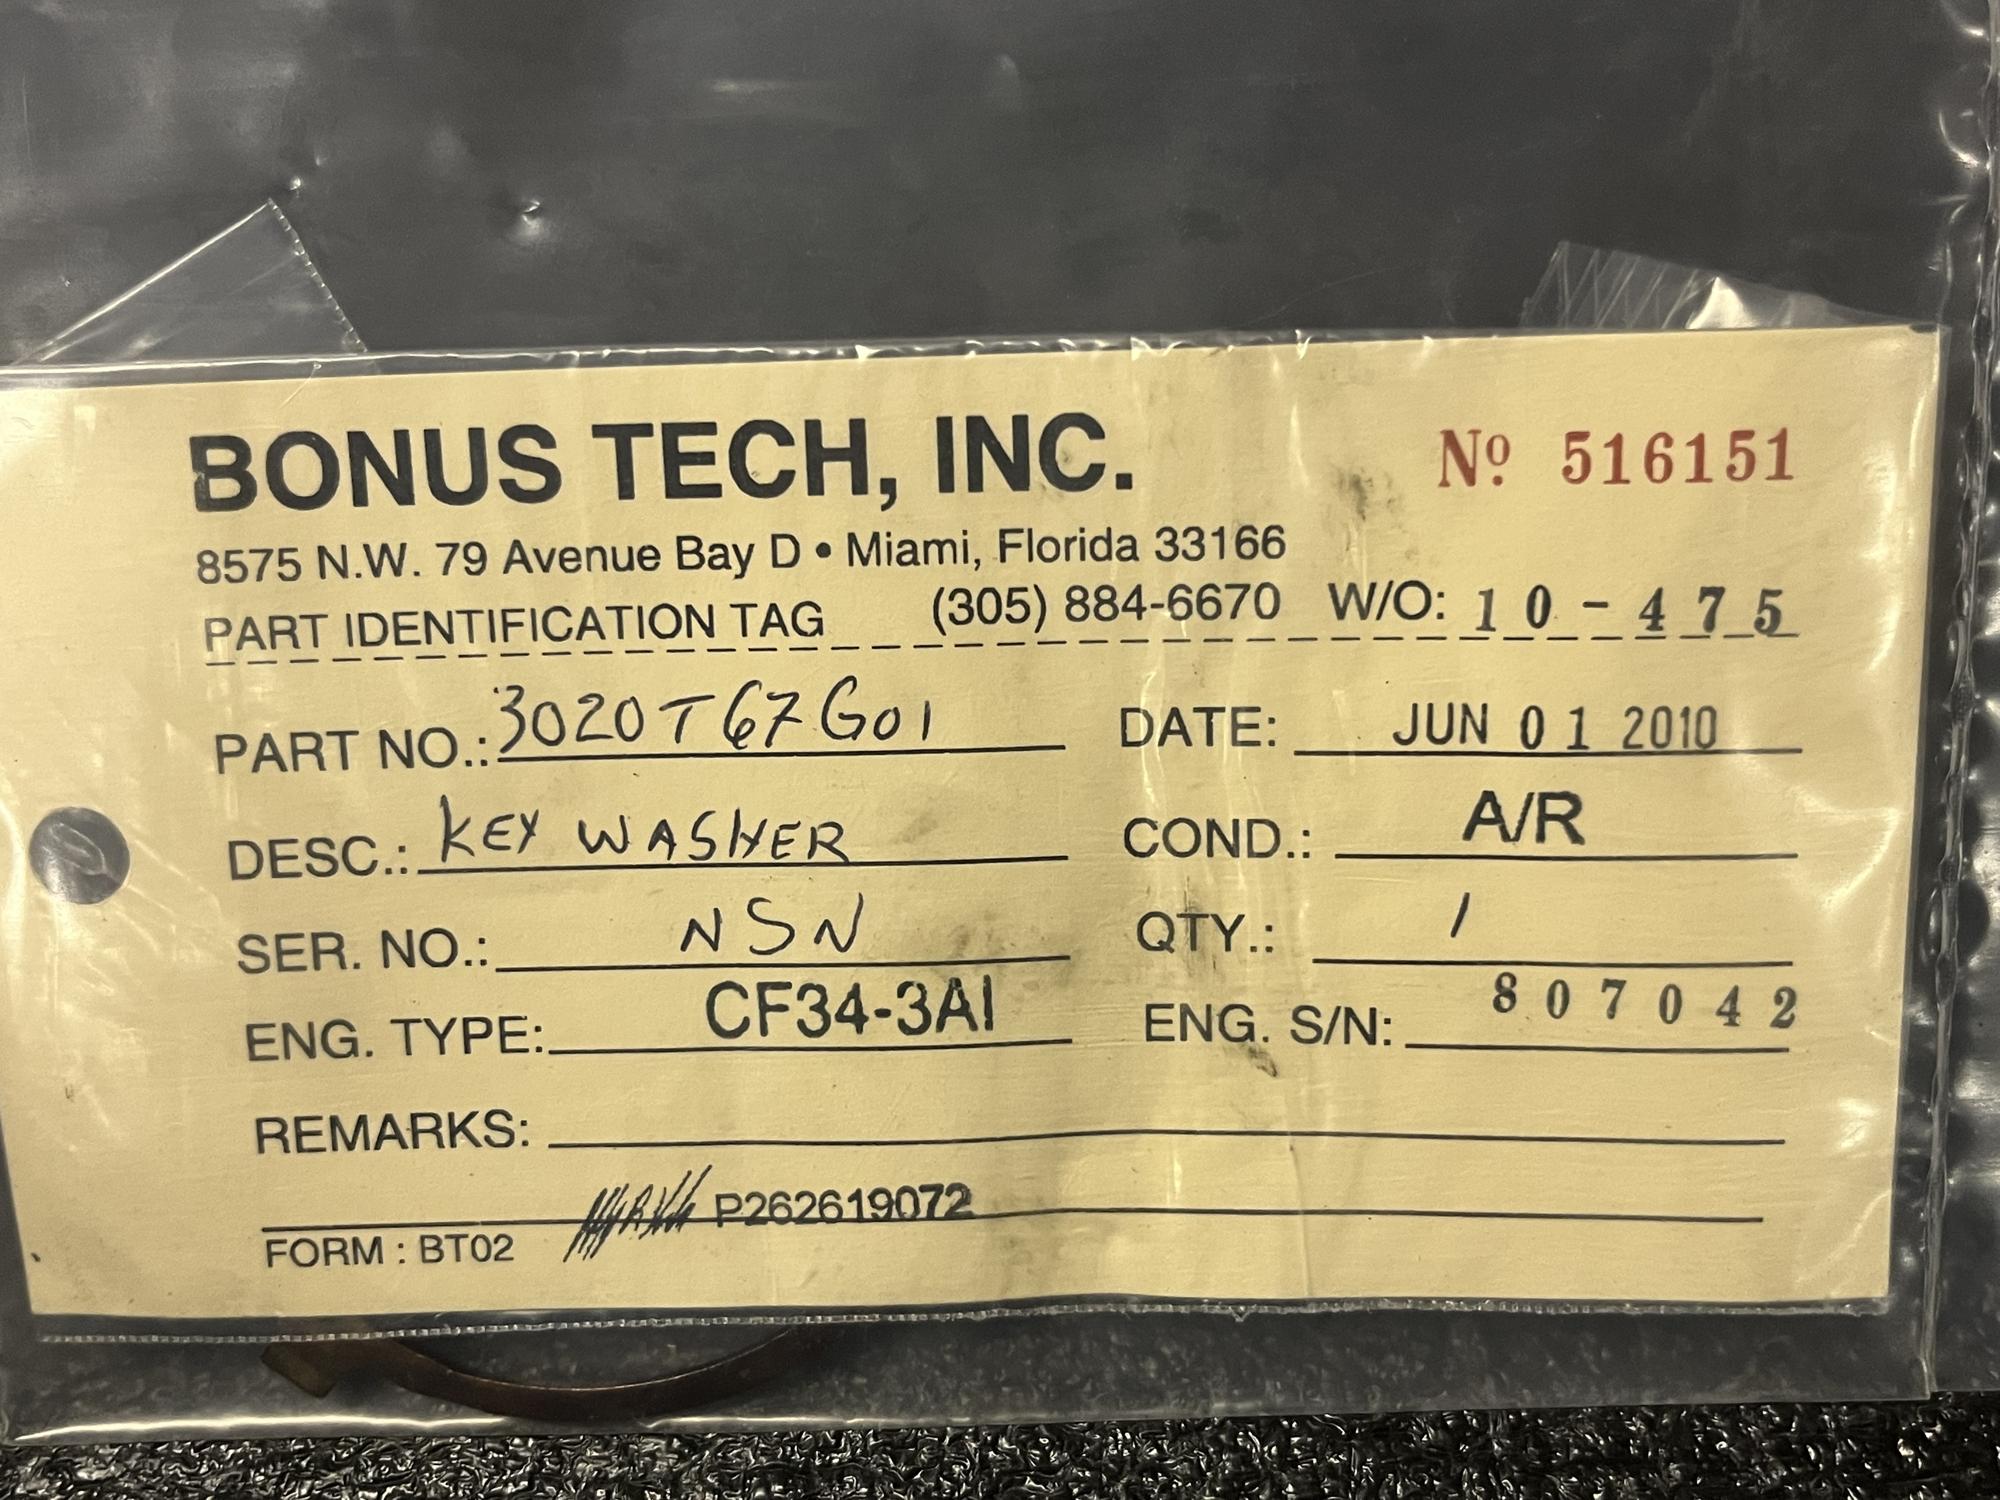 BONUS TECH, INC. Nº 516151
8575 N.W. 79 Avenue Bay D • Miami, Florida 33166
PART IDENTIFICATION TAG (305) 884-6670 W/O: 10-475
PART NO.: 3020T67G01 DATE: JUN 01 2010
DESC.: KEY WASHER COND.: A/R
SER. NO.: NSN QTY.: 1
ENG. TYPE: CF34-3A1 ENG. S/N: 807042
REMARKS:
P262619072
FORM : BT02